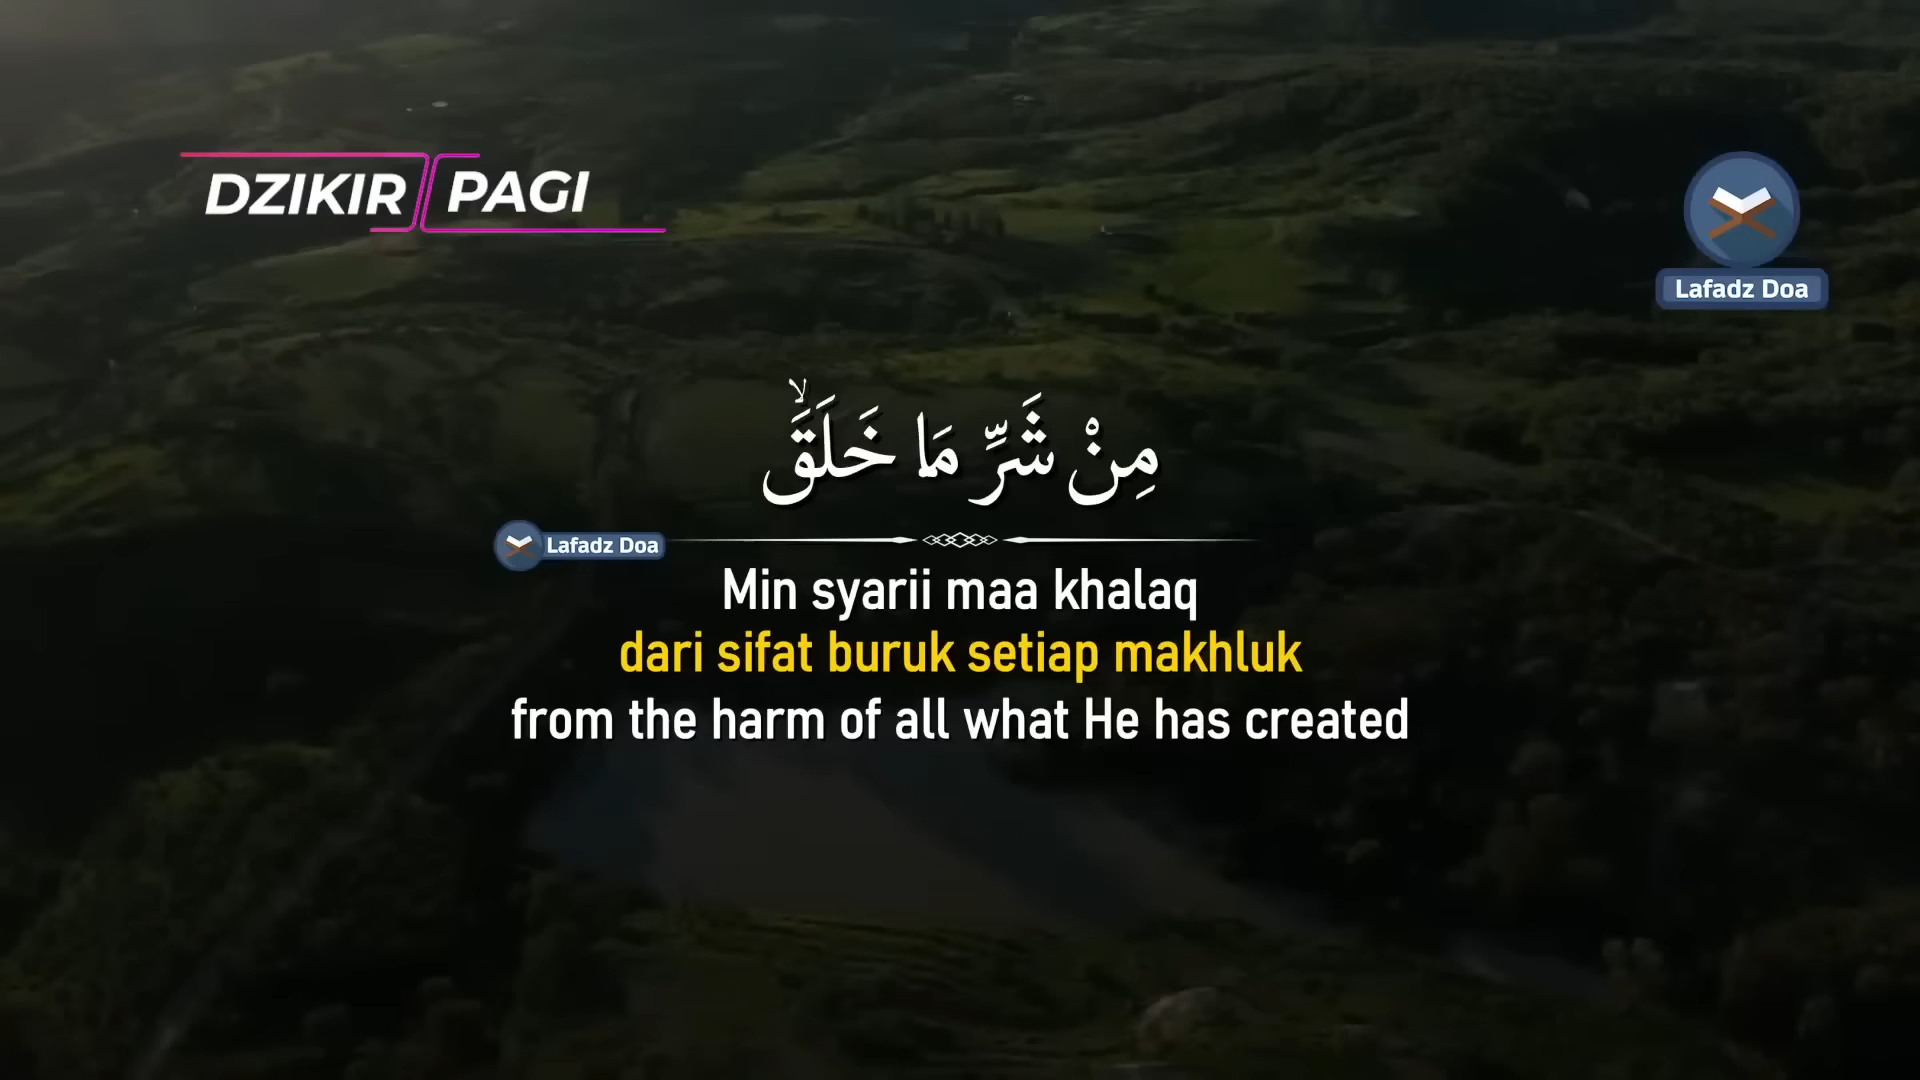 DZIKIR PAGI
Lafadz Doa
مِنْ شَرِّ مَا خَلَقَۙ
Lafadz Doa
Min syarii maa khalaq
dari sifat buruk setiap makhluk
from the harm of all what He has created